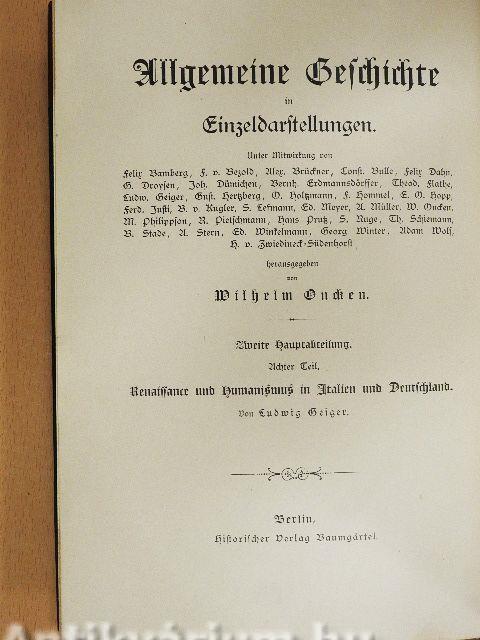 Allgemeine Geschichte
in
Einzeldarstellungen.
Unter Mitwirkung von
Felix Bamberg, F. v. Bezold, Alex. Brückner, Const. Bulle, Felix Dahn,
G. Droysen, Joh. Dümichen, Bernh. Erdmannsdörffer, Theod. Flathe,
Ludw. Geiger, Gust. Hertzberg, O. Holtzmann, F. Hommel, E. O. Hopp,
Ferd. Justi, B. v. Kugler, S. Lefmann, Ed. Meyer, A. Müller, W. Oncken,
M. Philippson, R. Pietschmann, Hans Prutz, S. Ruge, Th. Schiemann,
B. Stade, A. Stern, Ed. Winkelmann, Georg Winter, Adam Wolf,
H. v. Zwiedineck-Südenhorst
herausgegeben
von
Wilhelm Oncken.
Zweite Hauptabteilung.
Achter Teil.
Renaissance und Humanismus in Italien und Deutschland.
Von Ludwig Geiger.
Berlin,
Historischer Verlag Baumgärtel.
Antikvárium.hu